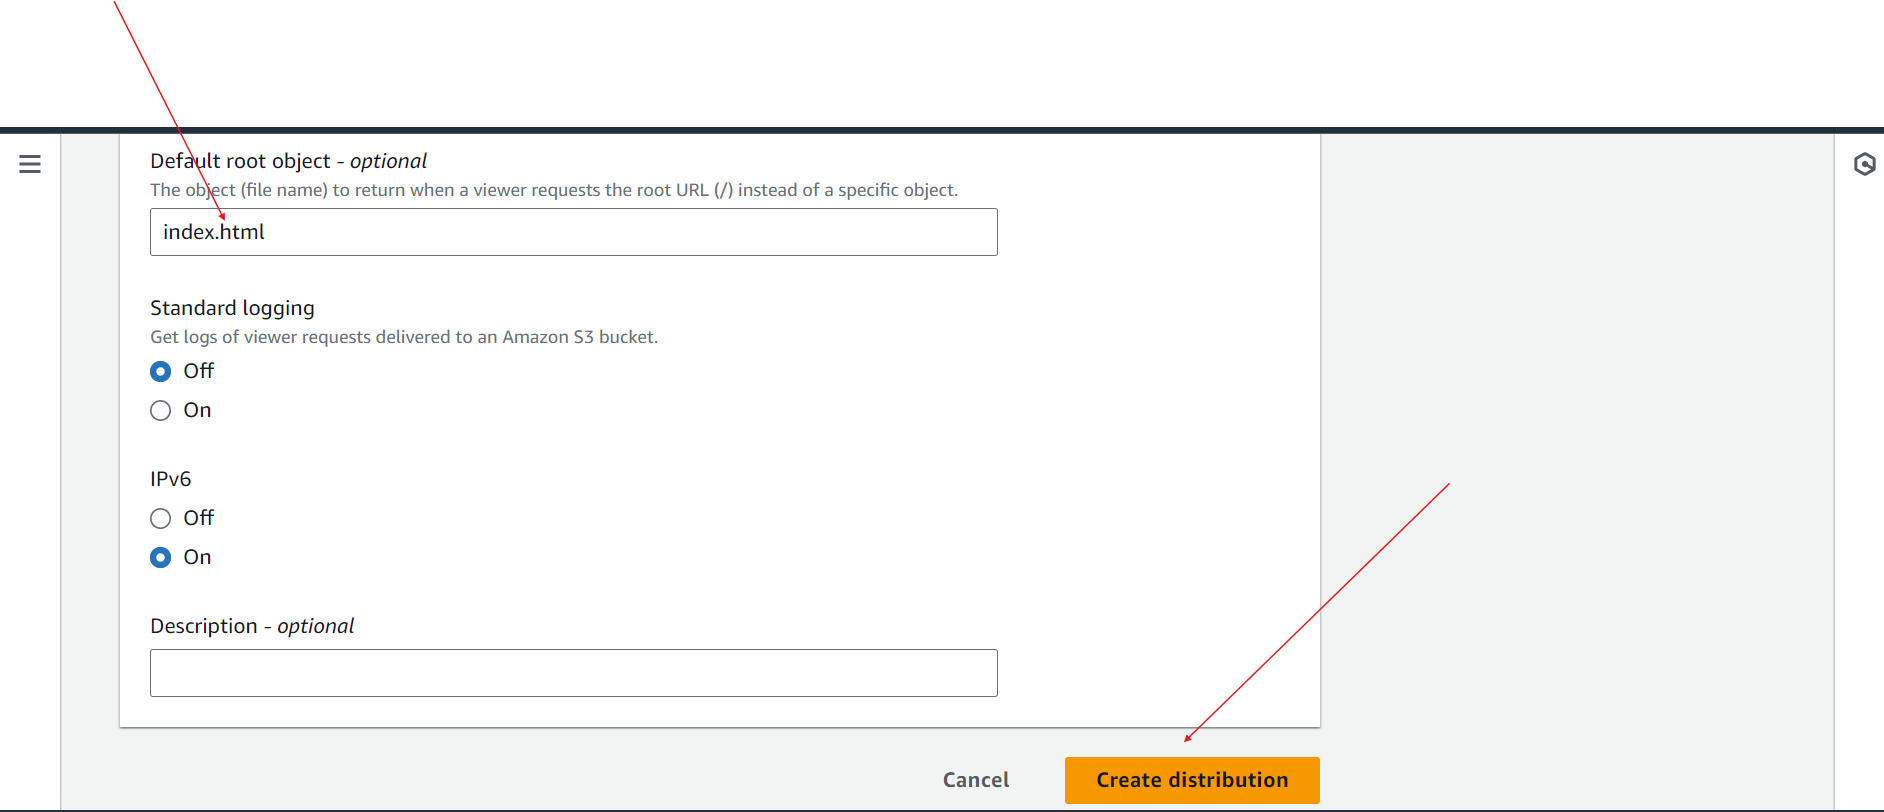 Default root object - optional
The object (file name) to return when a viewer requests the root URL (/) instead of a specific object.
index.html
Standard logging
Get logs of viewer requests delivered to an Amazon S3 bucket.
Off
On
IPv6
Off
On
Description - optional
Cancel
Create distribution